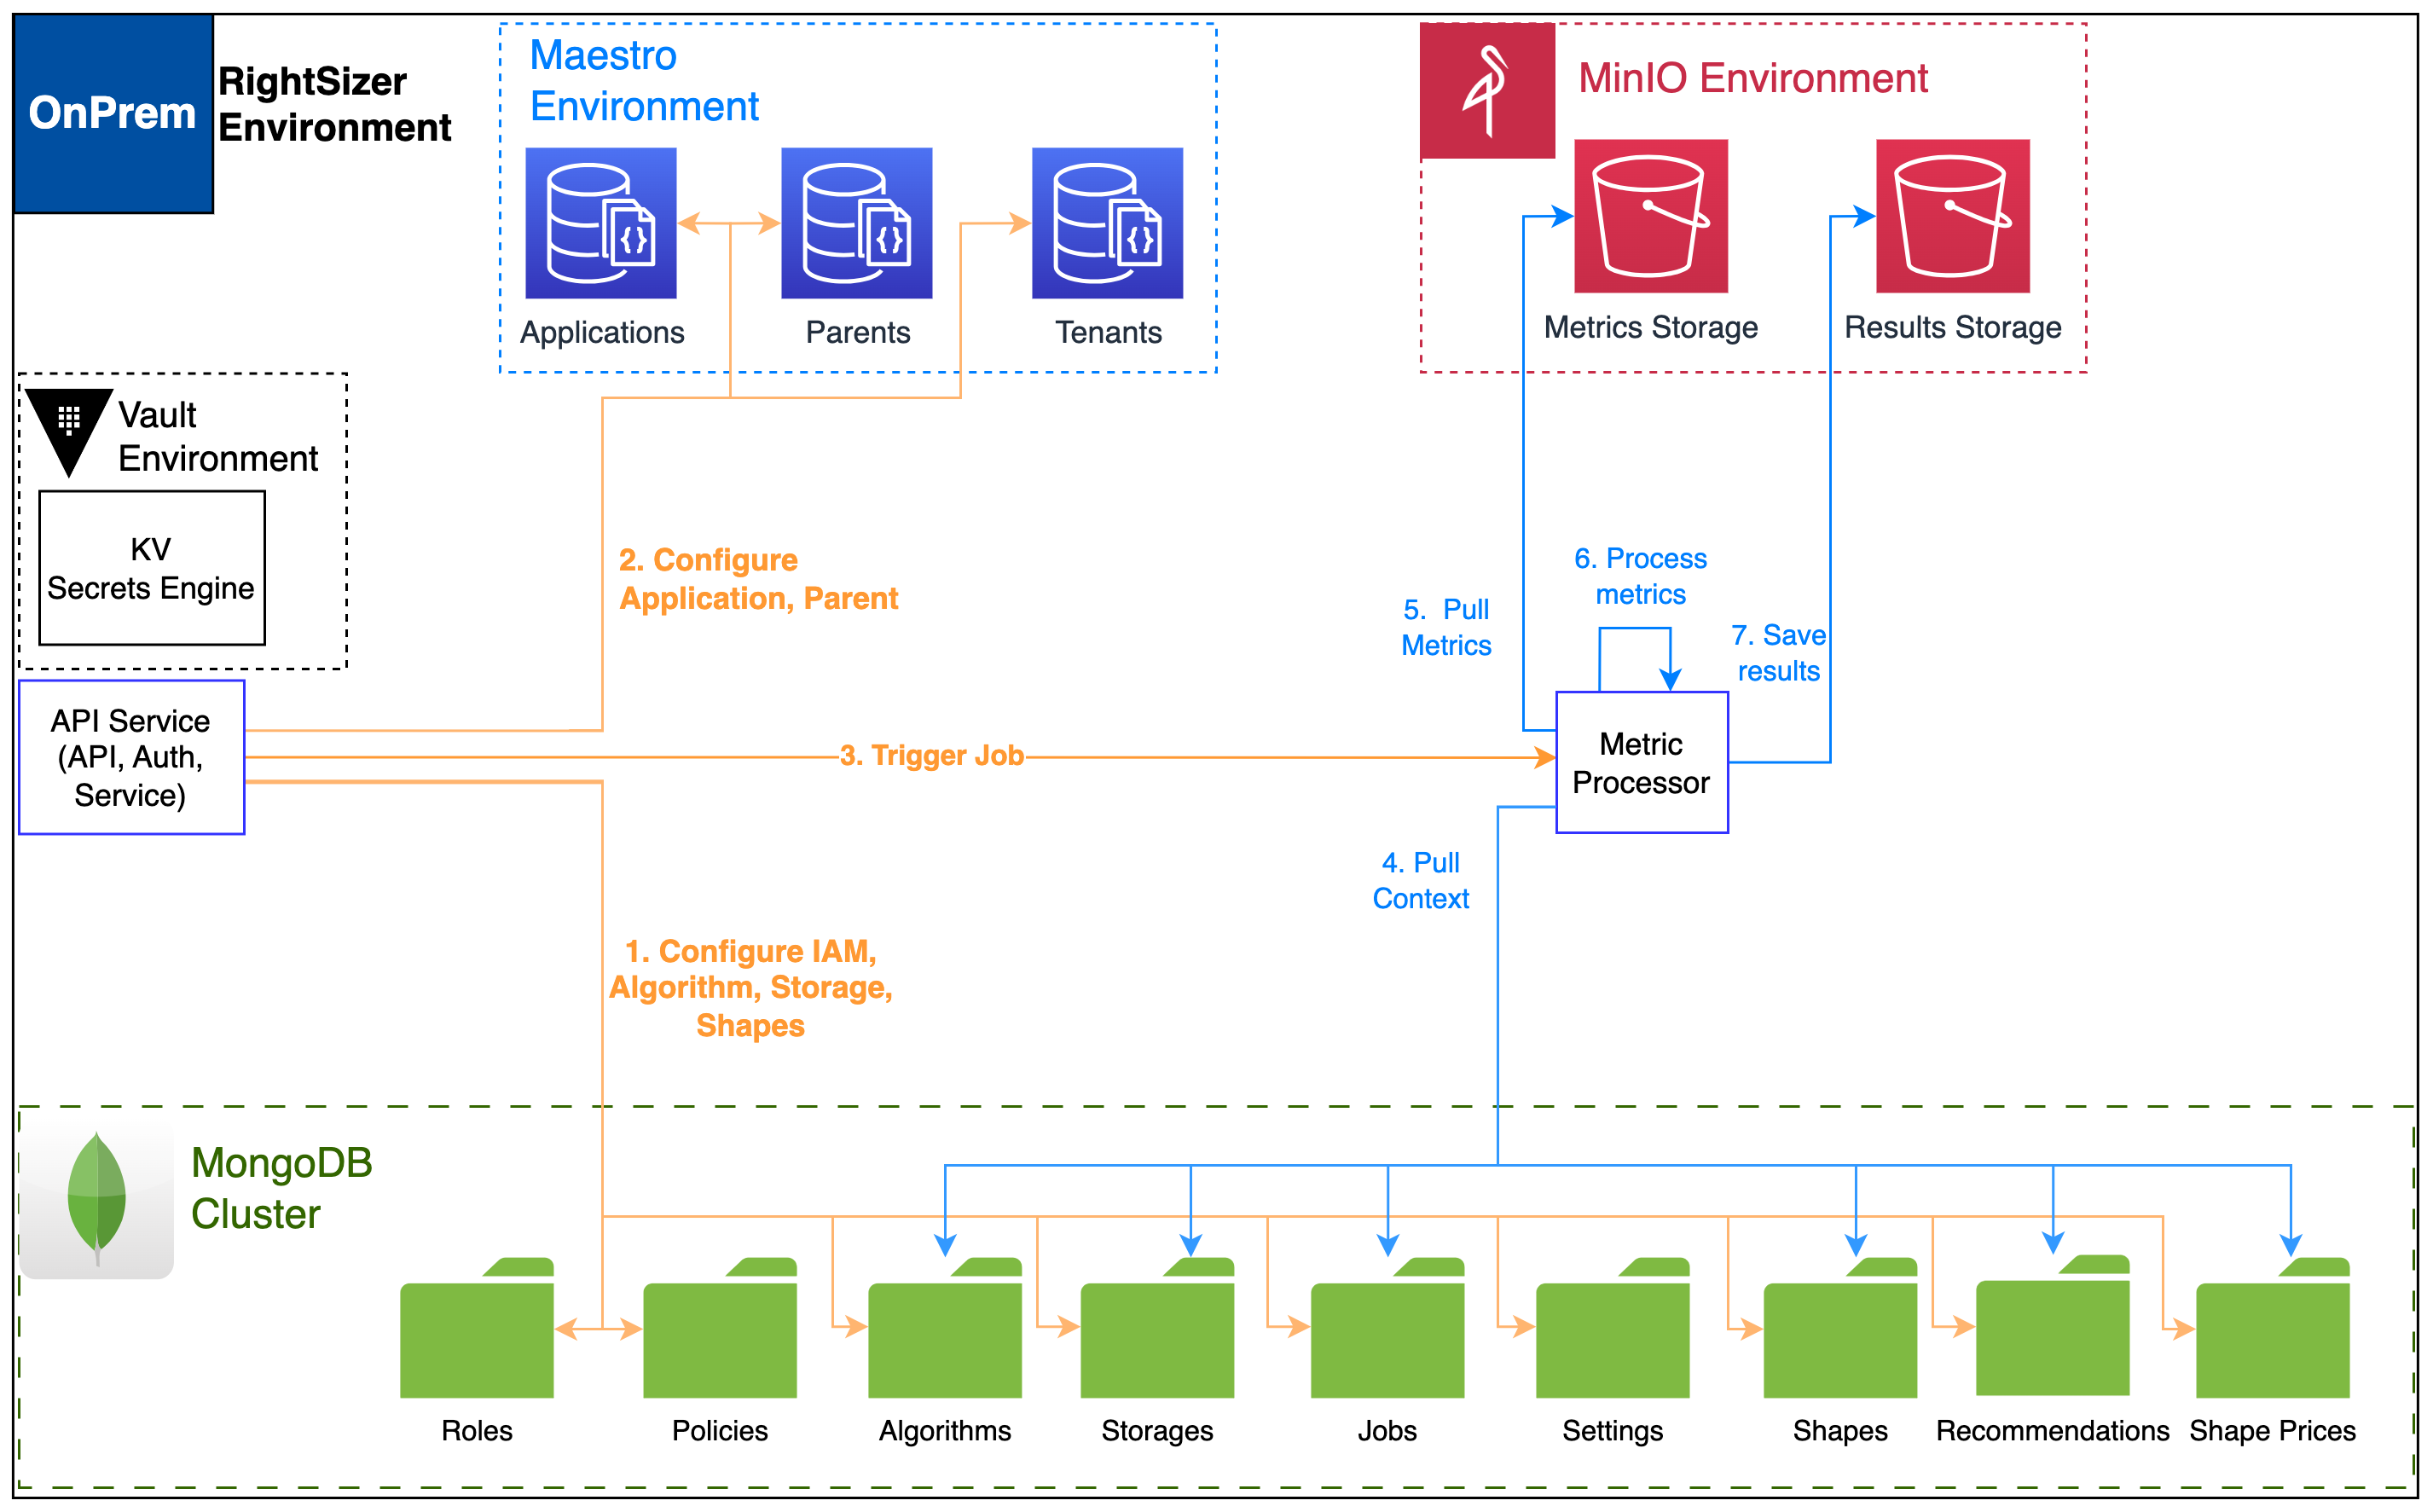 OnPrem
RightSizer
Environment
Maestro
Environment
Applications
Parents
Tenants
MinIO Environment
Metrics Storage
Results Storage
Vault
Environment
KV
Secrets Engine
2. Configure
Application, Parent
5. Pull
Metrics
6. Process
metrics
7. Save
results
API Service
(API, Auth,
Service)
3. Trigger Job
Metric
Processor
4. Pull
Context
1. Configure IAM,
Algorithm, Storage,
Shapes
MongoDB
Cluster
Roles
Policies
Algorithms
Storages
Jobs
Settings
Shapes
Recommendations
Shape Prices